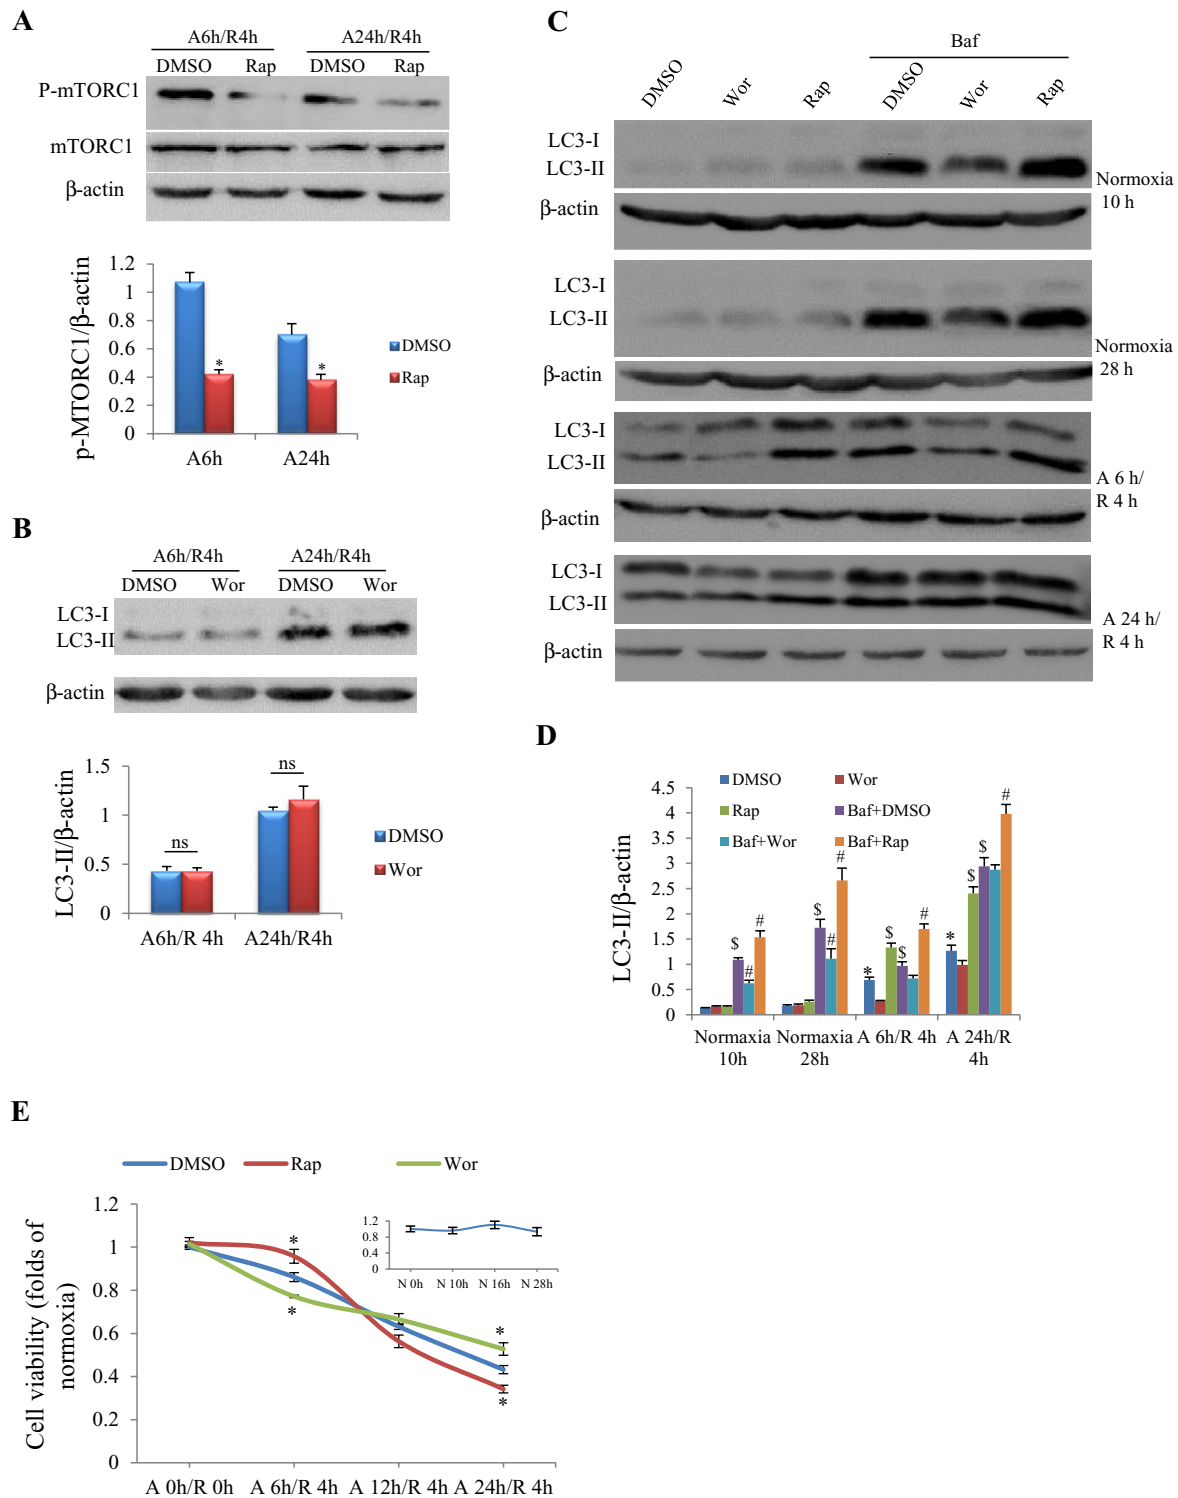 A
A6h/R4h A24h/R4h
DMSO Rap DMSO Rap
P-mTORC1
mTORC1
β-actin
p-MTORC1/β-actin
1.2
1
0.8
0.6
0.4
0.2
0
* *
DMSO
Rap
A6h A24h
B
A6h/R4h A24h/R4h
DMSO Wor DMSO Wor
LC3-I
LC3-II
β-actin
LC3-II/β-actin
1.5
1
0.5
0
ns ns
DMSO
Wor
A6h/R 4h A24h/R4h
C
Baf
DMSO Wor Rap DMSO Wor Rap
LC3-I
LC3-II
β-actin
Normoxia
10 h
LC3-I
LC3-II
β-actin
Normoxia
28 h
LC3-I
LC3-II
β-actin
A 6 h/
R 4 h
LC3-I
LC3-II
β-actin
A 24 h/
R 4 h
D
LC3-II/β-actin
DMSO Wor
Rap Baf+DMSO
Baf+Wor Baf+Rap
4.5
4
3.5
3
2.5
2
1.5
1
0.5
0
$ # # $ # # * $ $ # * $ $ #
Normaxia 10h
Normaxia 28h
A 6h/R 4h
A 24h/R 4h
E
DMSO Rap Wor
Cell viability (folds of
normoxia)
1.2
1
0.8
0.6
0.4
0.2
0
* * * *
1.2
0.8
0.4
0
N 0h N 10h N 16h N 28h
A 0h/R 0h A 6h/R 4h A 12h/R 4h A 24h/R 4h